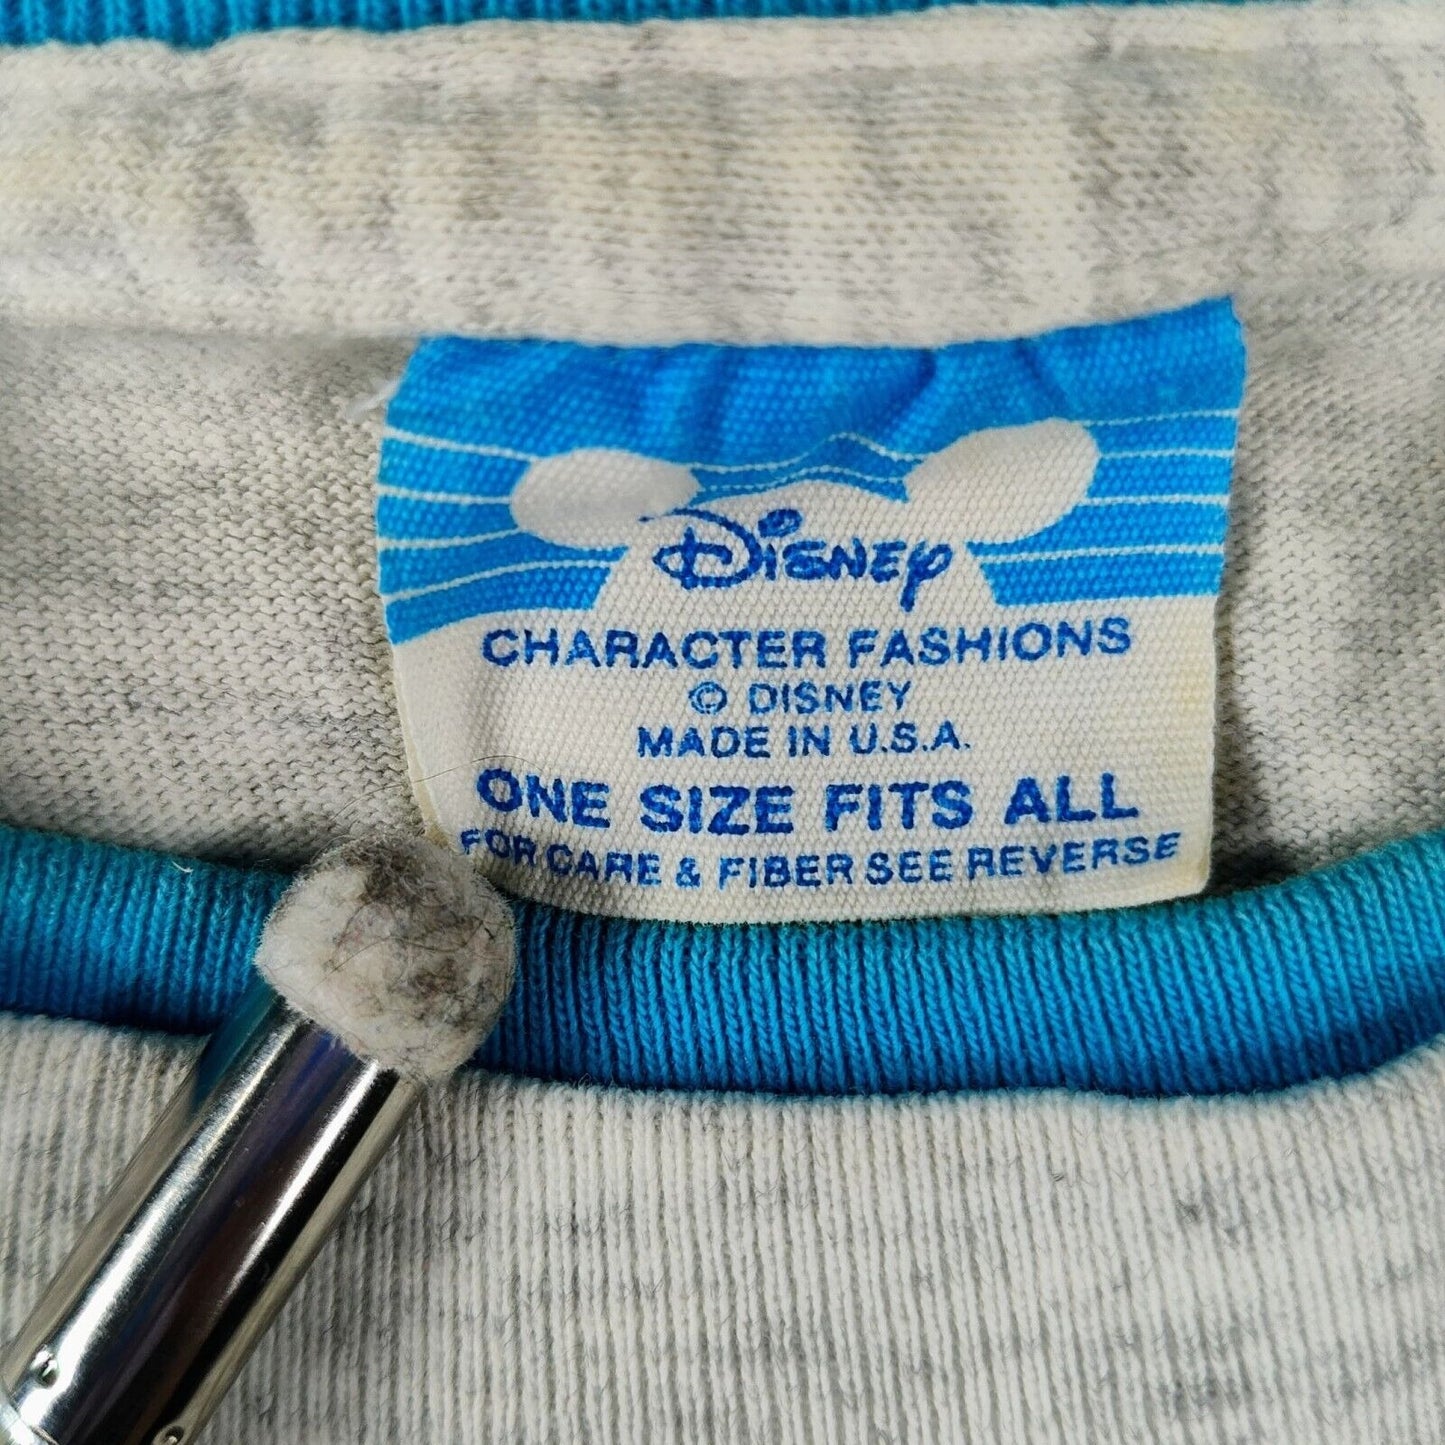 Disney
CHARACTER FASHIONS
© DISNEY
MADE IN U.S.A.
ONE SIZE FITS ALL
FOR CARE & FIBER SEE REVERSE